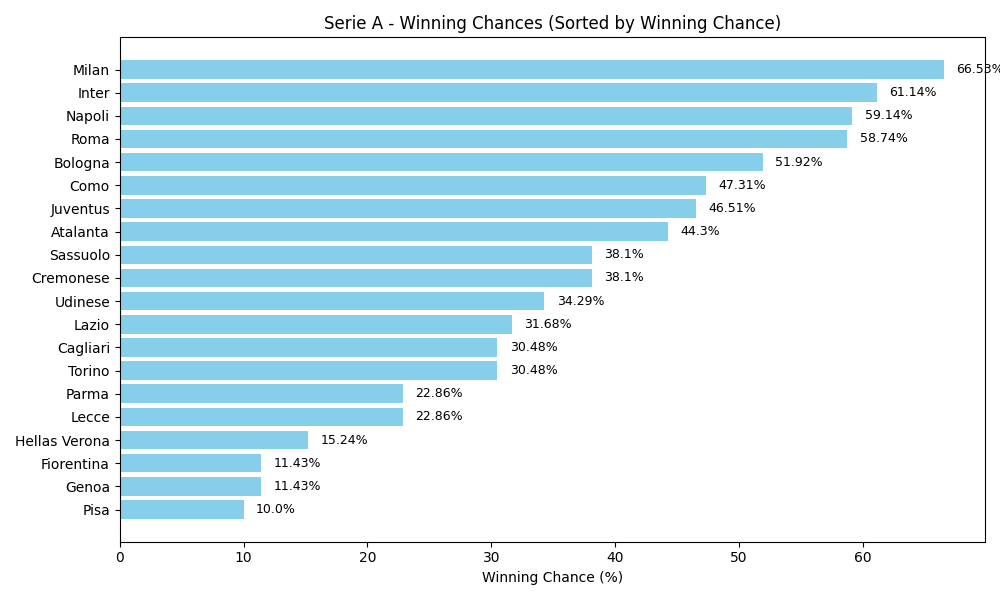 Serie A - Winning Chances (Sorted by Winning Chance)
Milan 66.53%
Inter 61.14%
Napoli 59.14%
Roma 58.74%
Bologna 51.92%
Como 47.31%
Juventus 46.51%
Atalanta 44.3%
Sassuolo 38.1%
Cremonese 38.1%
Udinese 34.29%
Lazio 31.68%
Cagliari 30.48%
Torino 30.48%
Parma 22.86%
Lecce 22.86%
Hellas Verona 15.24%
Fiorentina 11.43%
Genoa 11.43%
Pisa 10.0%
0 10 20 30 40 50 60
Winning Chance (%)